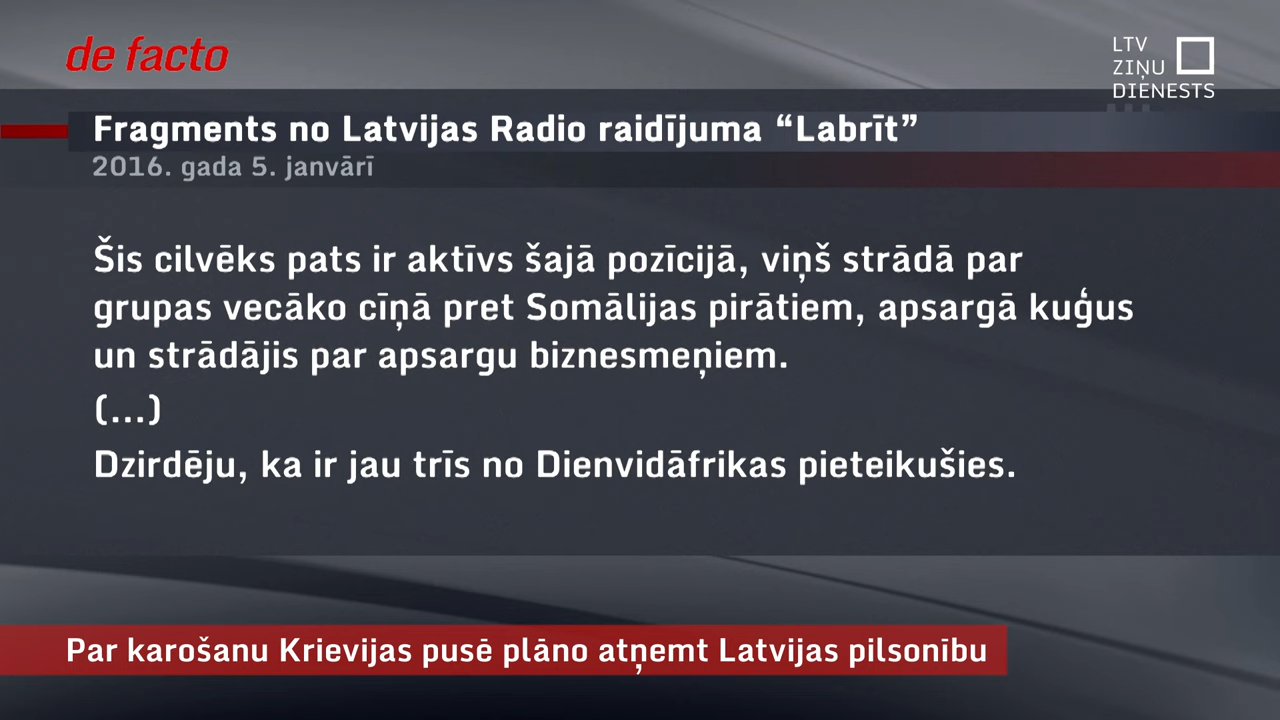 de facto
LTV
ZIŅU
DIENESTS
Fragments no Latvijas Radio raidījuma “Labrīt”
2016. gada 5. janvārī
Šis cilvēks pats ir aktīvs šajā pozīcijā, viņš strādā par
grupas vecāko cīņā pret Somālijas pirātiem, apsargā kuģus
un strādājis par apsargu biznesmeņiem.
(...)
Dzirdēju, ka ir jau trīs no Dienvidāfrikas pieteikušies.
Par karošanu Krievijas pusē plāno atņemt Latvijas pilsonību